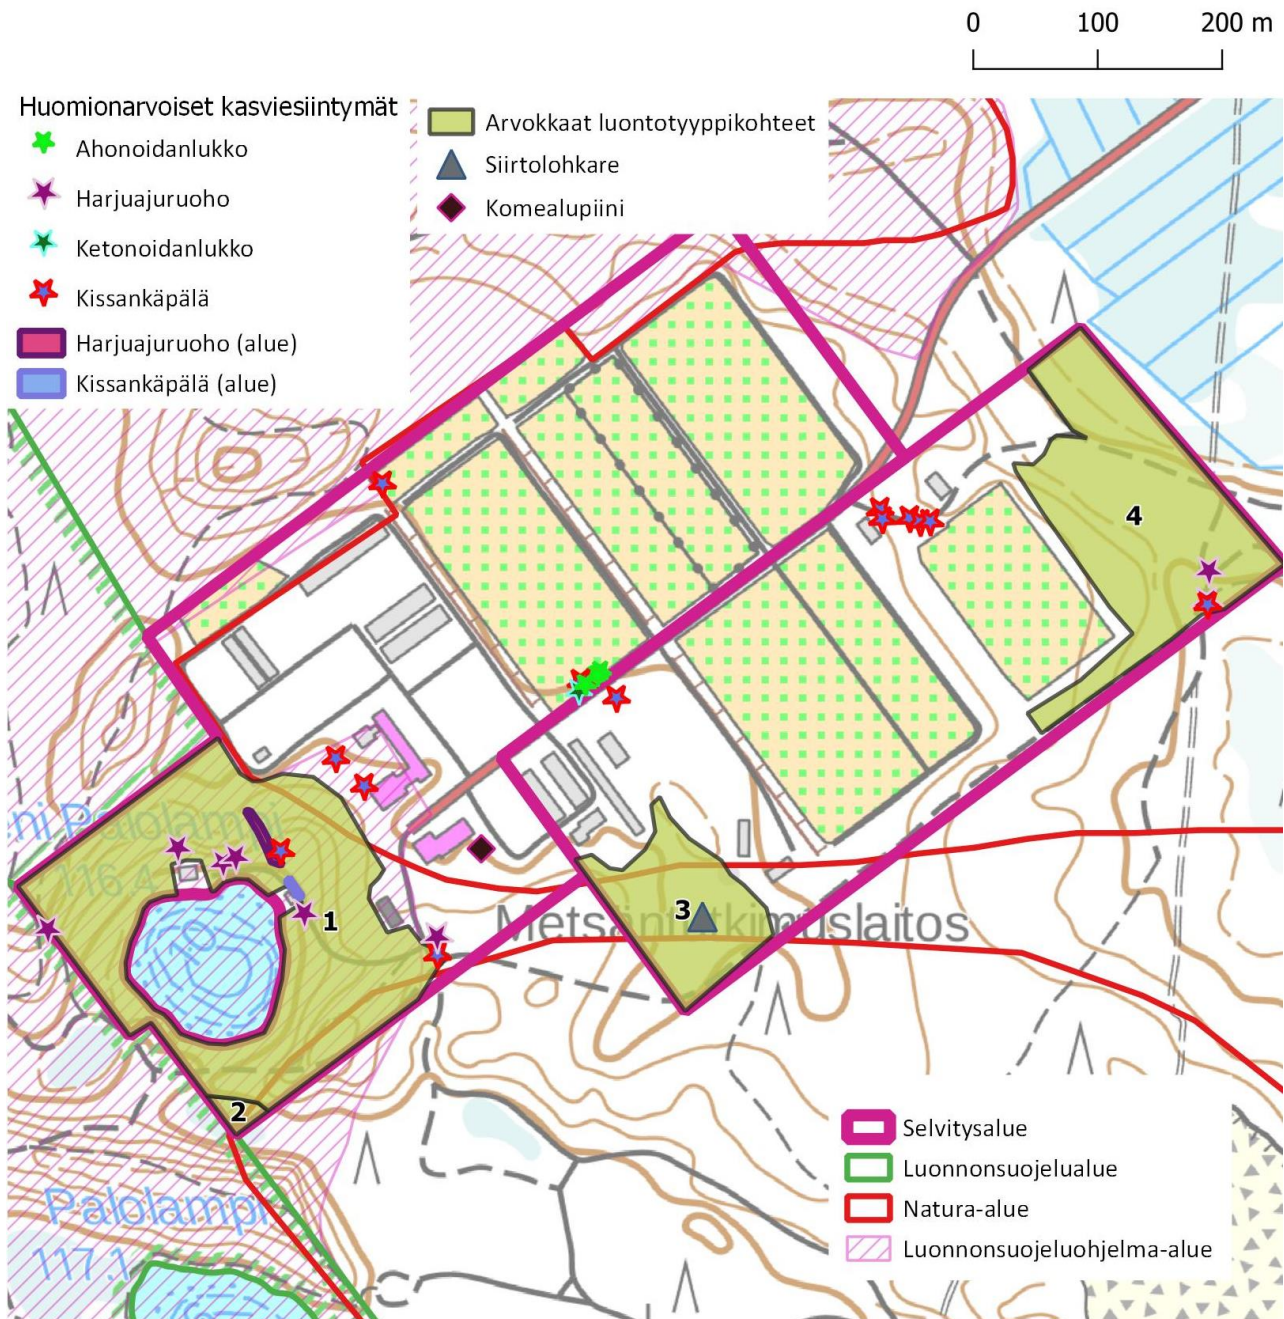 0 100 200 m
Huomionarvoiset kasviesiintymät
Ahonoidanlukko
Harjuajuruoho
Ketonoidanlukko
Kissankäpälä
Harjuajuruoho (alue)
Kissankäpälä (alue)
Arvokkaat luontotyyppikohteet
Siirtolohkare
Komealupiini
4
ni Palolampi
116.4
1
3
Metsäntutkimuslaitos
2
Palolampi
117.1
Selvitysalue
Luonnonsuojelualue
Natura-alue
Luonnonsuojeluohjelma-alue